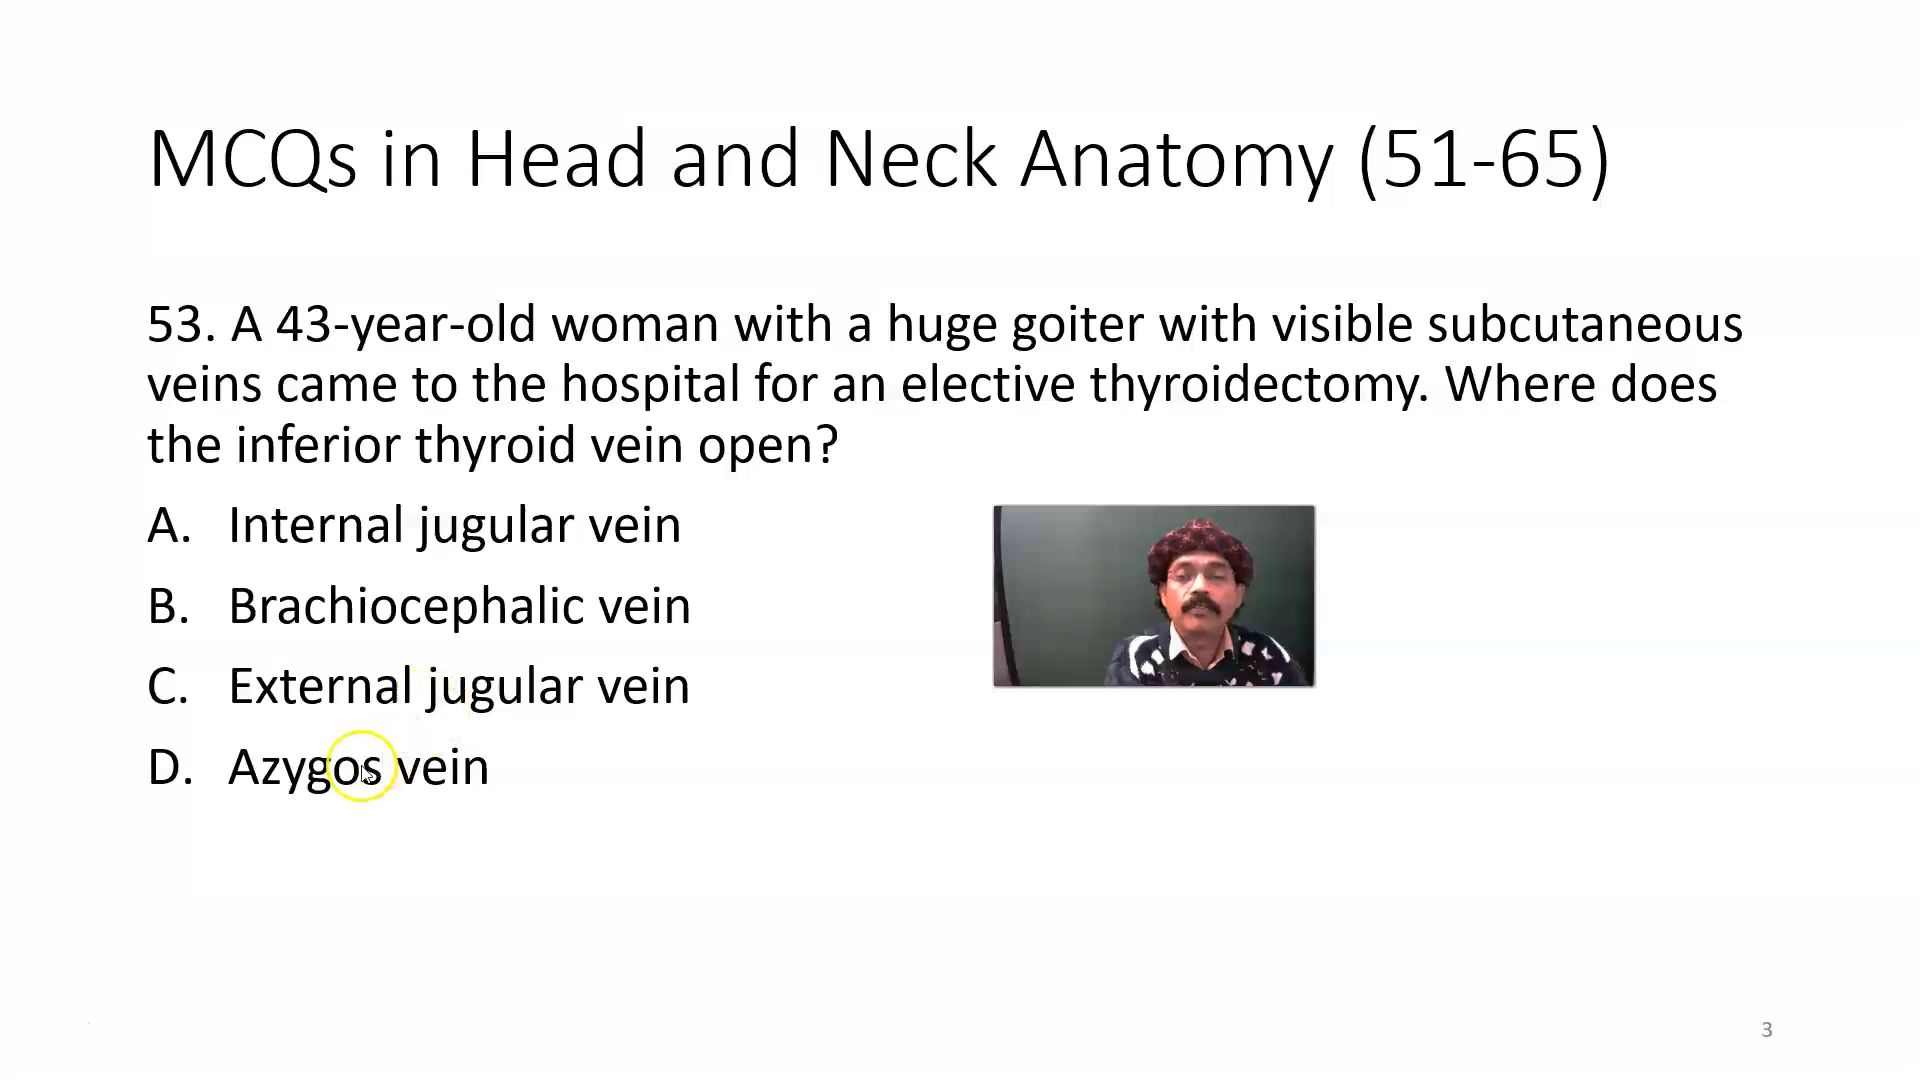 MCQs in Head and Neck Anatomy (51-65)
53. A 43-year-old woman with a huge goiter with visible subcutaneous
veins came to the hospital for an elective thyroidectomy. Where does
the inferior thyroid vein open?
A. Internal jugular vein
B. Brachiocephalic vein
C. External jugular vein
D. Azygos vein
3